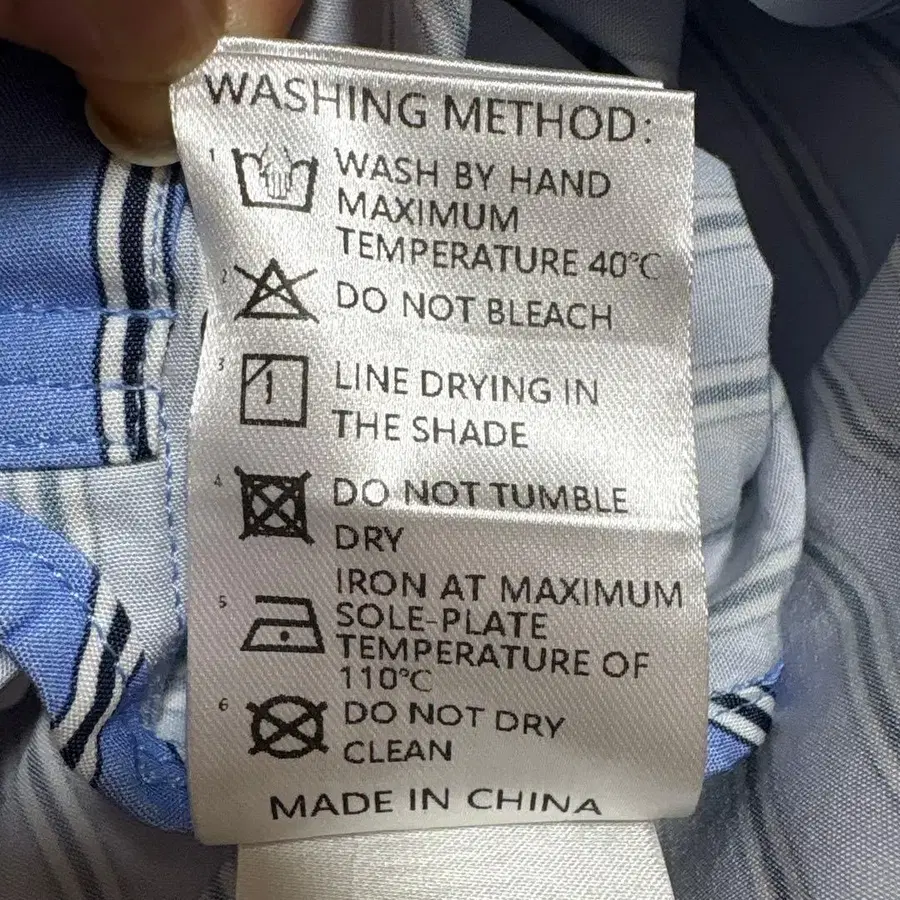 WASHING METHOD:
1 WASH BY HAND
MAXIMUM
TEMPERATURE 40°C
2 DO NOT BLEACH
3 LINE DRYING IN
THE SHADE
4 DO NOT TUMBLE
DRY
IRON AT MAXIMUM
5 SOLE-PLATE
TEMPERATURE OF
110°C
6 DO NOT DRY
CLEAN
MADE IN CHINA